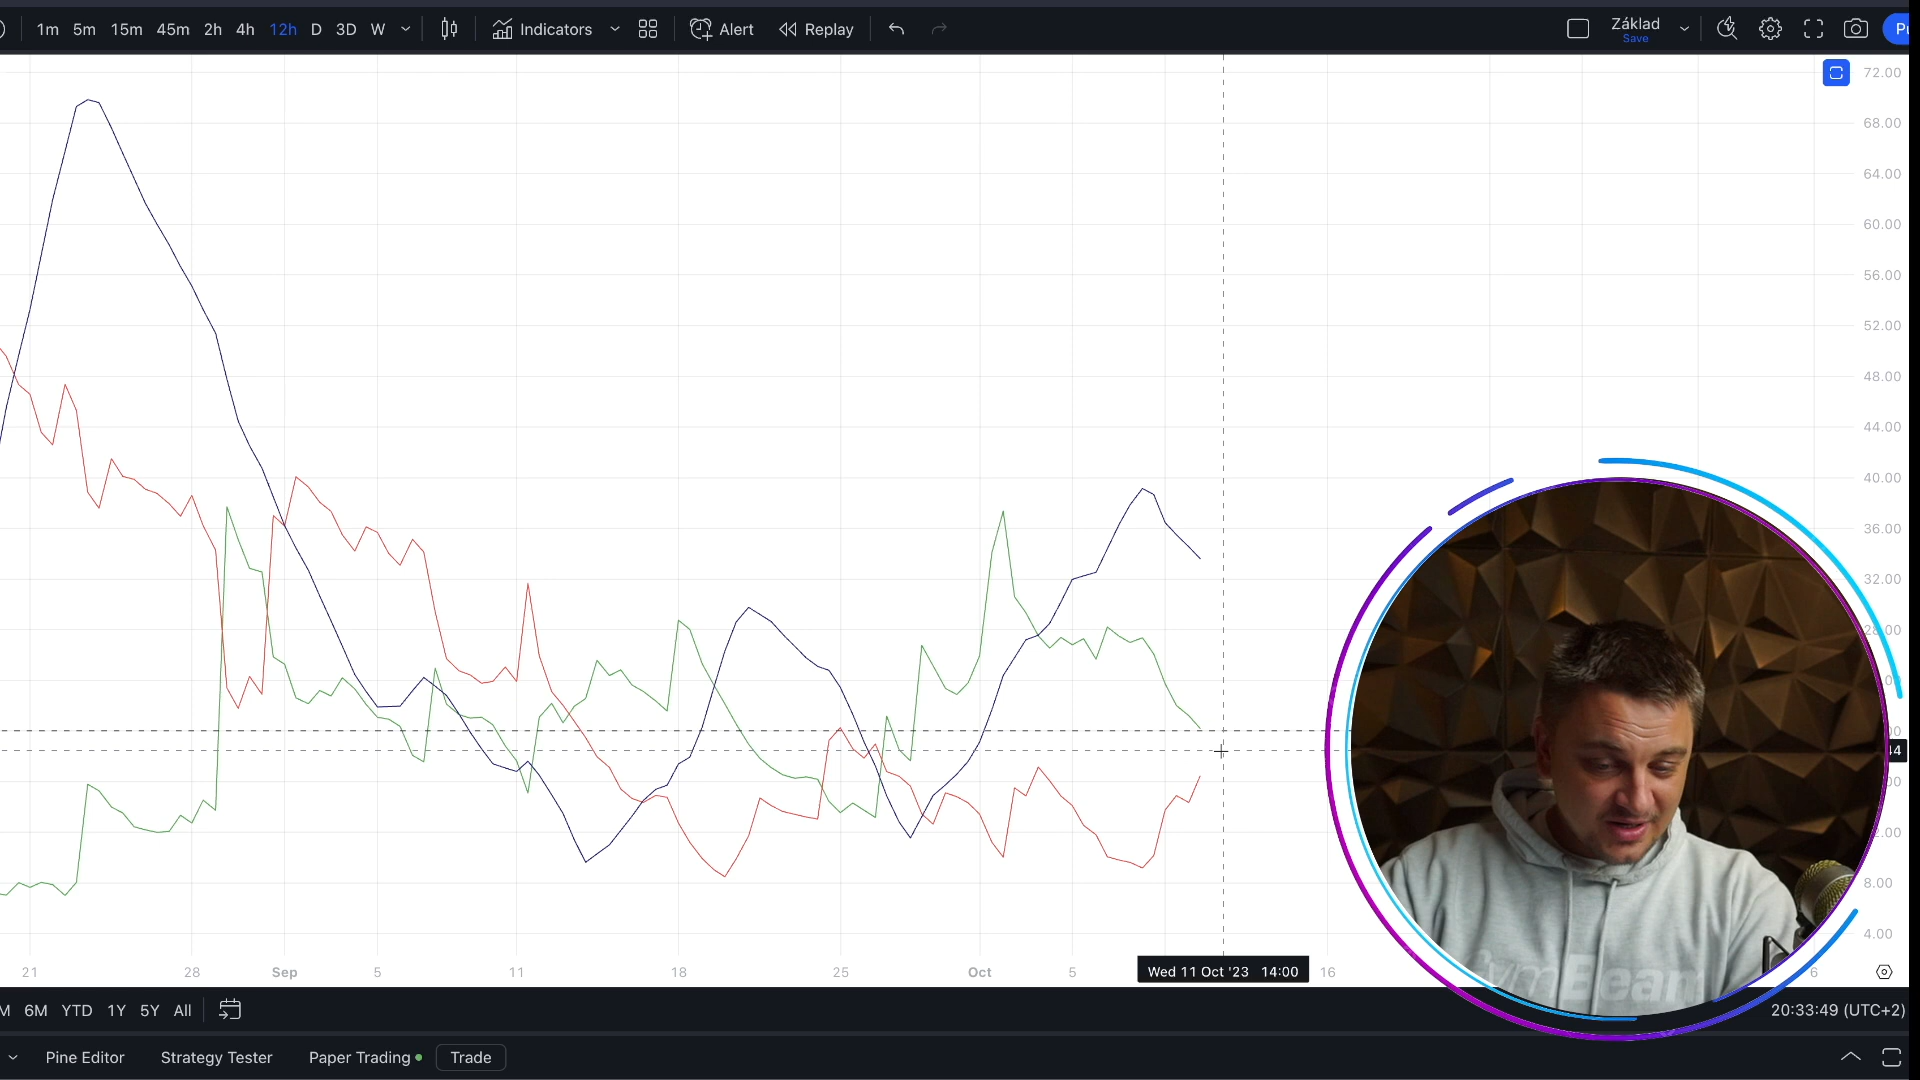 1m 5m 15m 45m 2h 4h 12h D 3D W Indicators Alert Replay Základ
Save
72.00
68.00
64.00
60.00
56.00
52.00
48.00
44.00
40.00
36.00
32.00
28.00
8.00
4.00
21 28 Sep 5 11 18 25 Oct 5 Wed 11 Oct '23 14:00 16
6M YTD 1Y 5Y All 20:33:49 (UTC+2)
Pine Editor Strategy Tester Paper Trading Trade